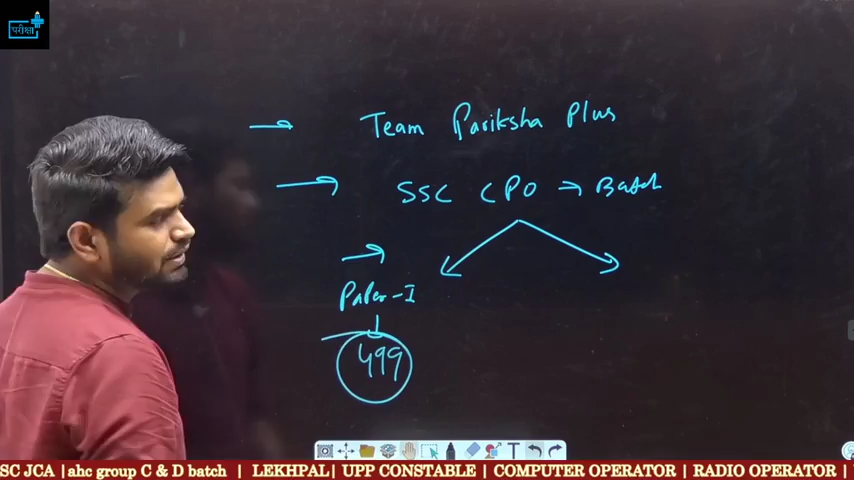 परीक्षा
Team Pariksha Plus
SSC CPO → Batch
Paper-I
499
SC JCA | ahc group C & D batch | LEKHPAL | UPP CONSTABLE | COMPUTER OPERATOR | RADIO OPERATOR |